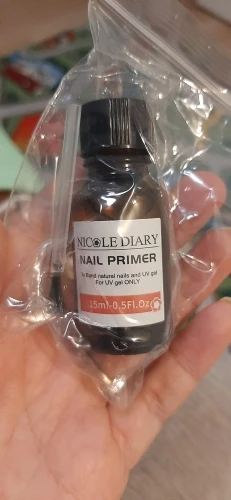 NICOLE DIARY
NAIL PRIMER
to Bond natural nails and UV gel
For UV gel ONLY
15ml-0.5Fl.Oz